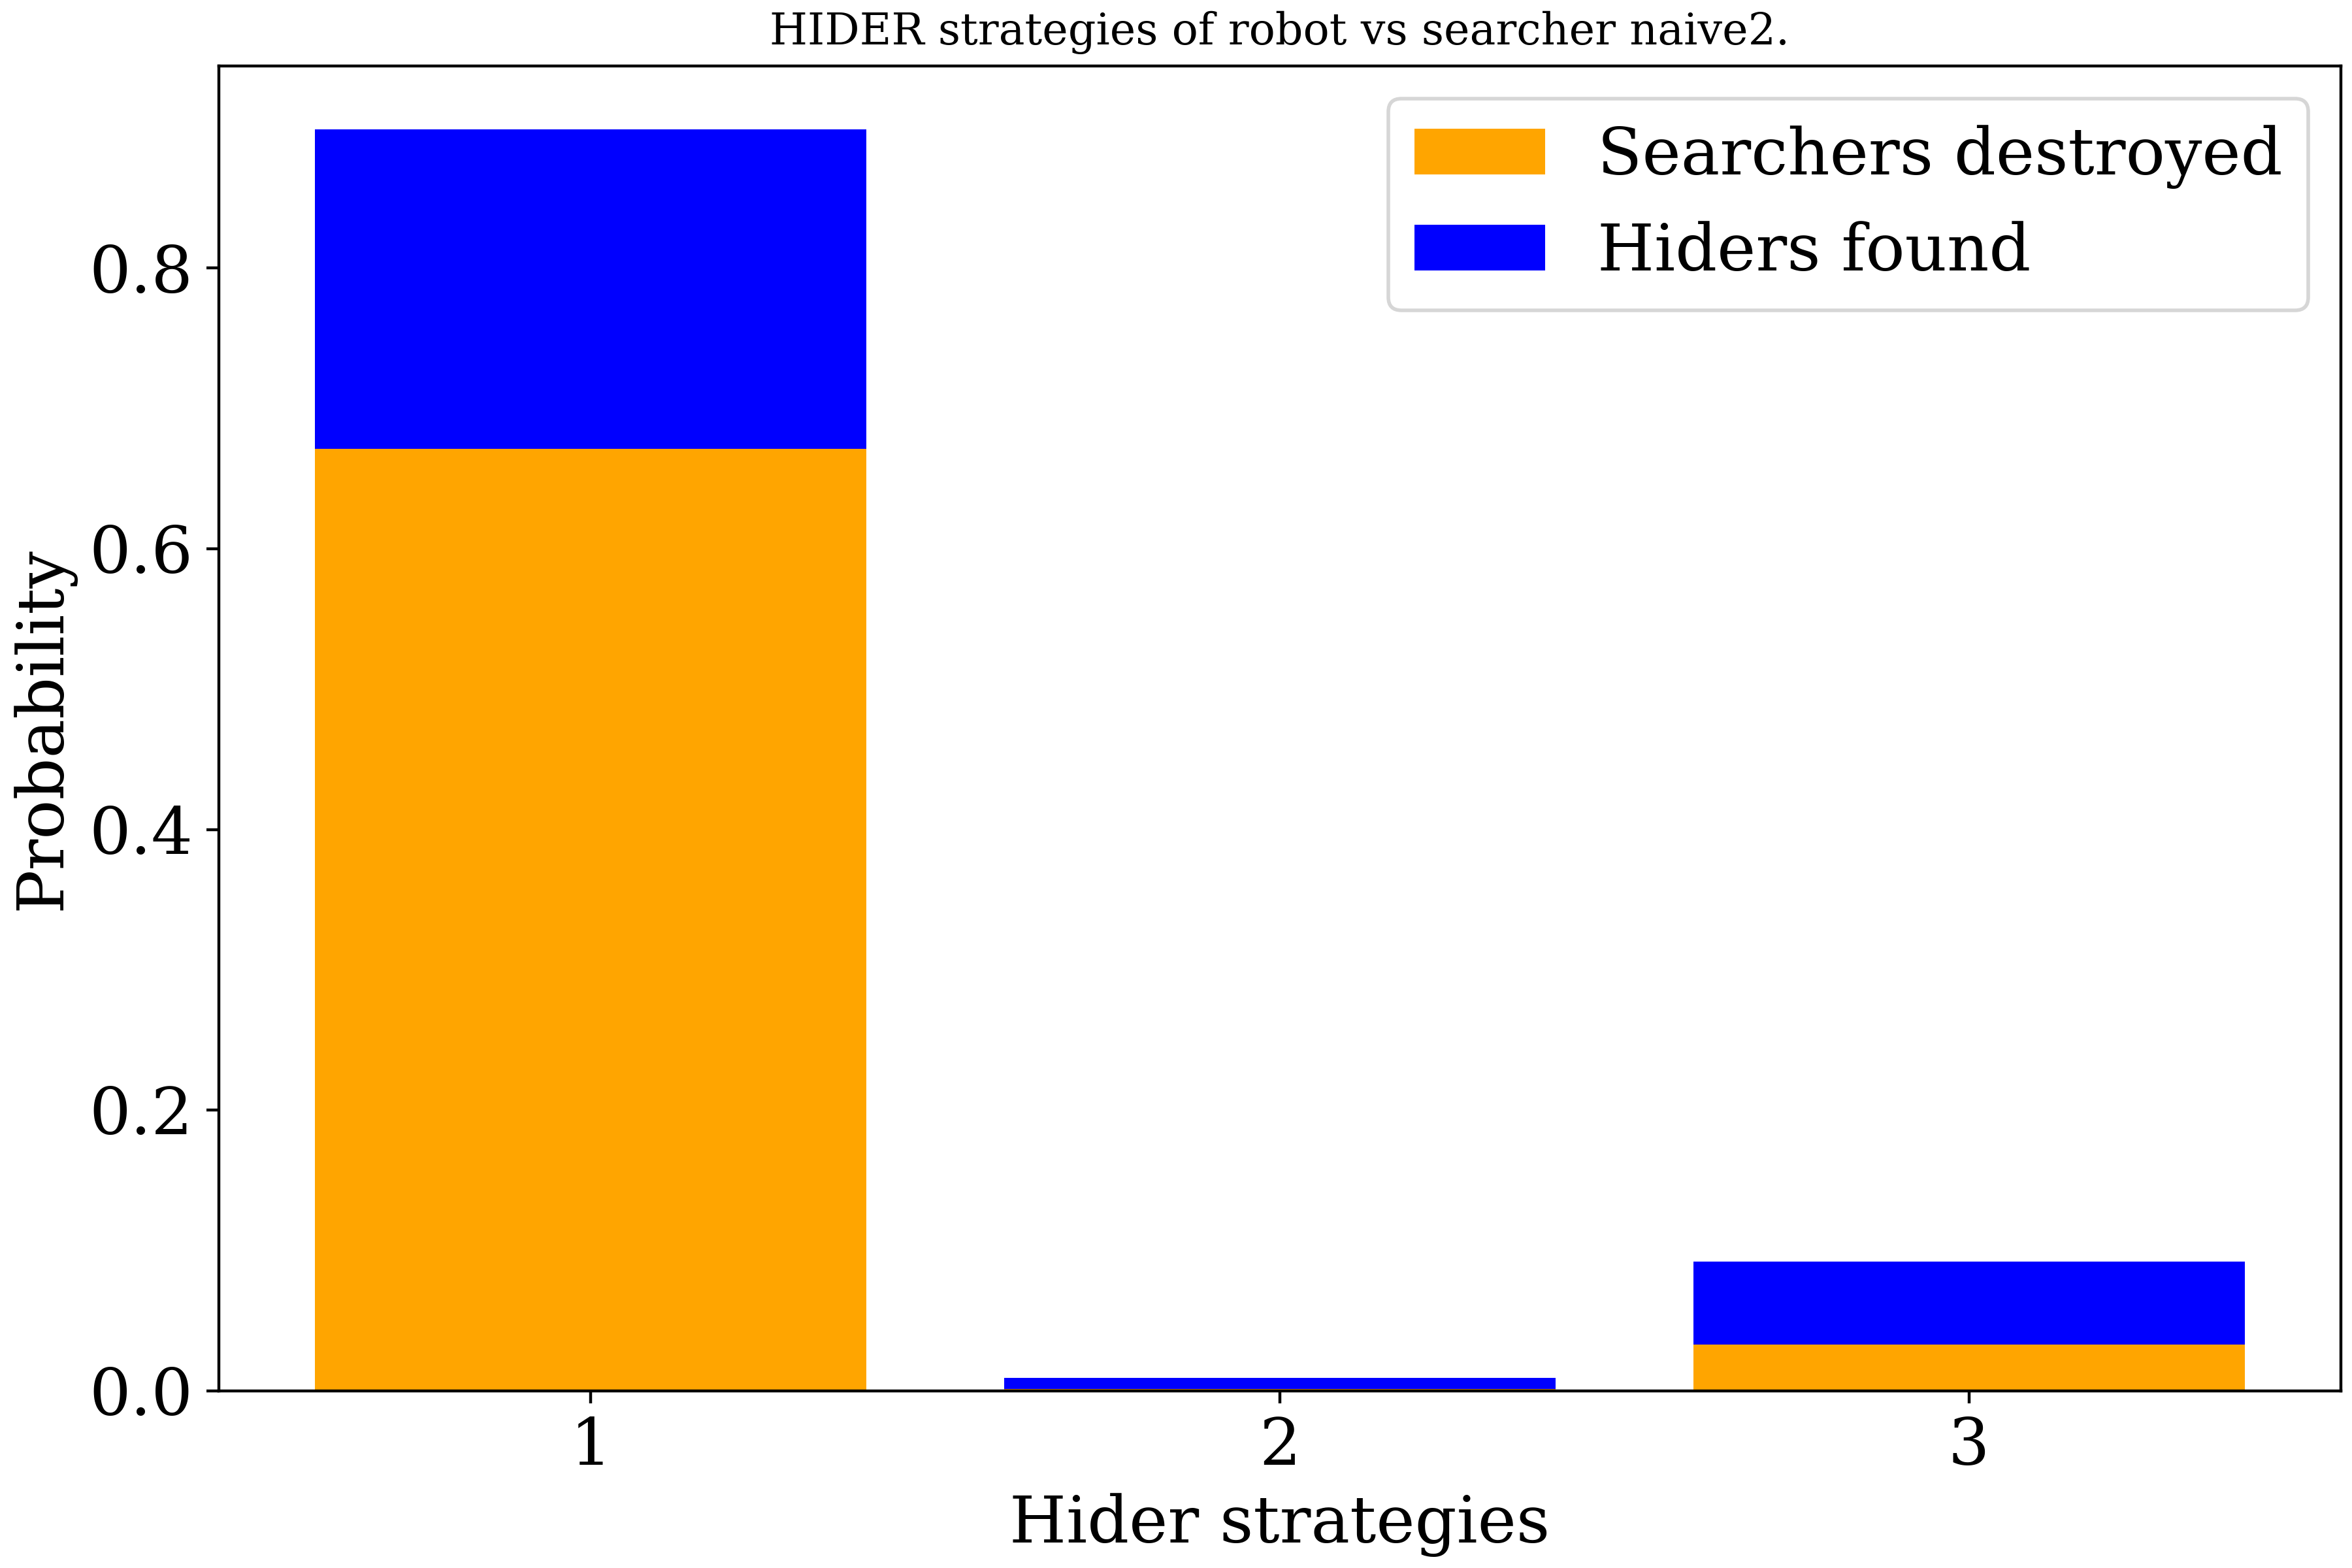 HIDER strategies of robot vs searcher naive2.
Searchers destroyed
Hiders found
Probability
0.8
0.6
0.4
0.2
0.0
1 2 3
Hider strategies